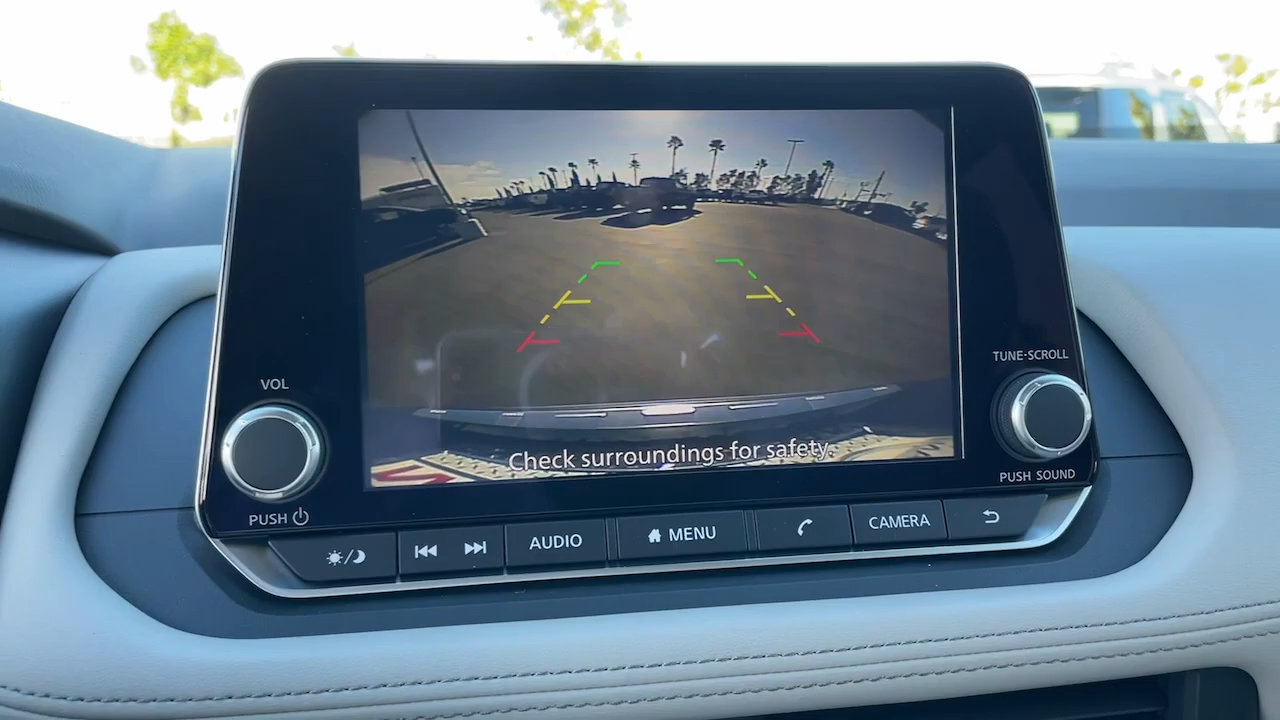 Check surroundings for safety.
VOL
PUSH
TUNE·SCROLL
PUSH SOUND
AUDIO
MENU
CAMERA